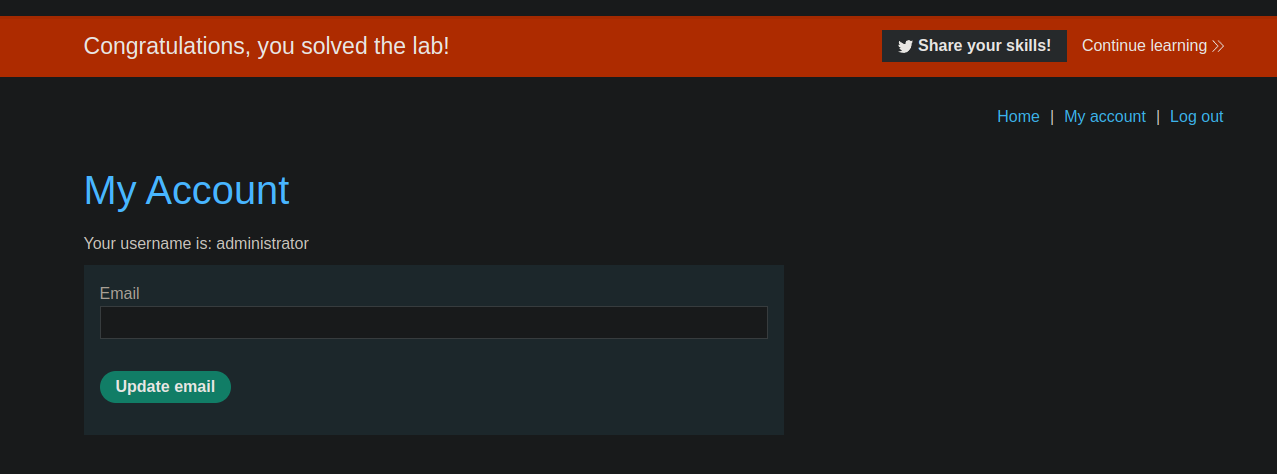 Congratulations, you solved the lab!
Share your skills!
Continue learning
Home | My account | Log out
My Account
Your username is: administrator
Email
Update email